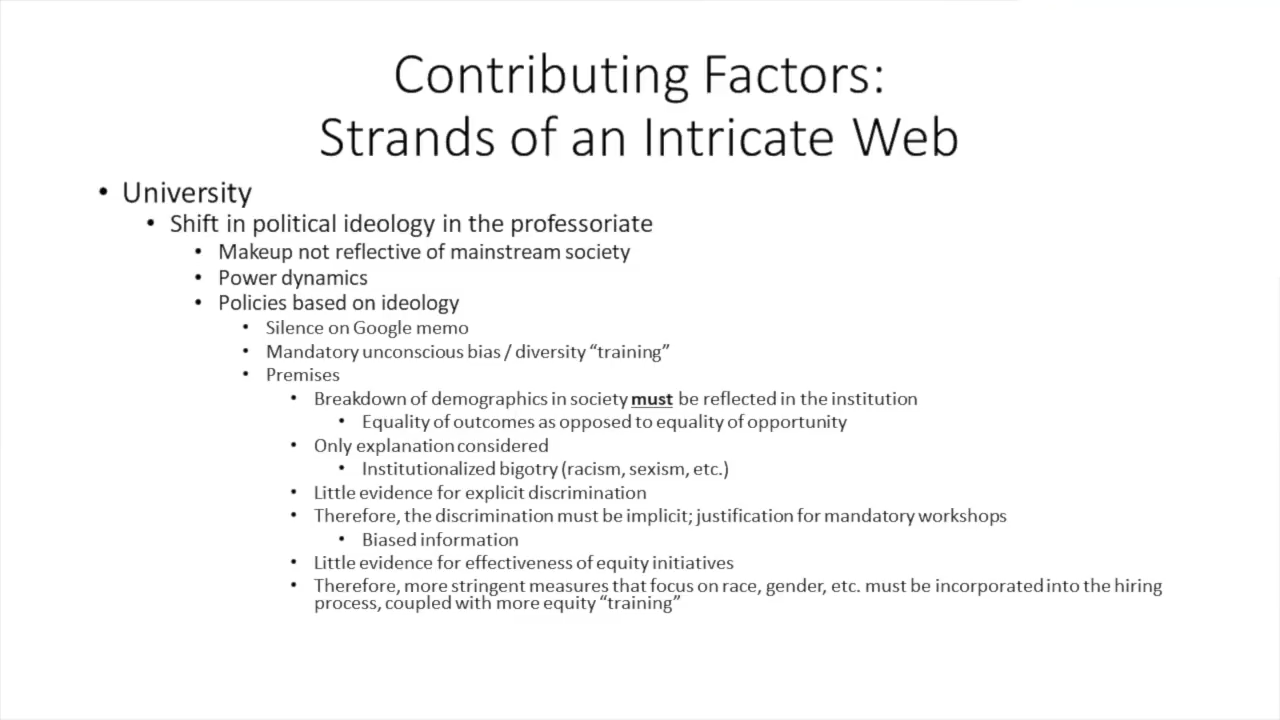 Contributing Factors:
Strands of an Intricate Web
• University
• Shift in political ideology in the professoriate
• Makeup not reflective of mainstream society
• Power dynamics
• Policies based on ideology
• Silence on Google memo
• Mandatory unconscious bias / diversity “training”
• Premises
• Breakdown of demographics in society must be reflected in the institution
• Equality of outcomes as opposed to equality of opportunity
• Only explanation considered
• Institutionalized bigotry (racism, sexism, etc.)
• Little evidence for explicit discrimination
• Therefore, the discrimination must be implicit; justification for mandatory workshops
• Biased information
• Little evidence for effectiveness of equity initiatives
• Therefore, more stringent measures that focus on race, gender, etc. must be incorporated into the hiring
process, coupled with more equity “training”